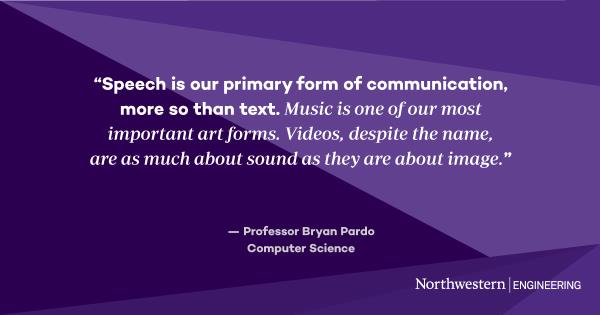 “Speech is our primary form of communication,
more so than text. Music is one of our most
important art forms. Videos, despite the name,
are as much about sound as they are about image.”
— Professor Bryan Pardo
Computer Science
Northwestern | ENGINEERING